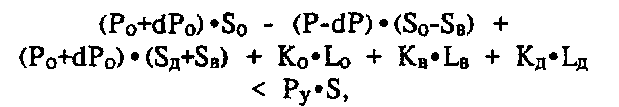 (Po+dPo)•So - (P-dP)•(So-Sв) +
(Po+dPo)•(Sд+Sв) + Ko•Lo + Kв•Lв + Kд•Lд
< Pу•S,